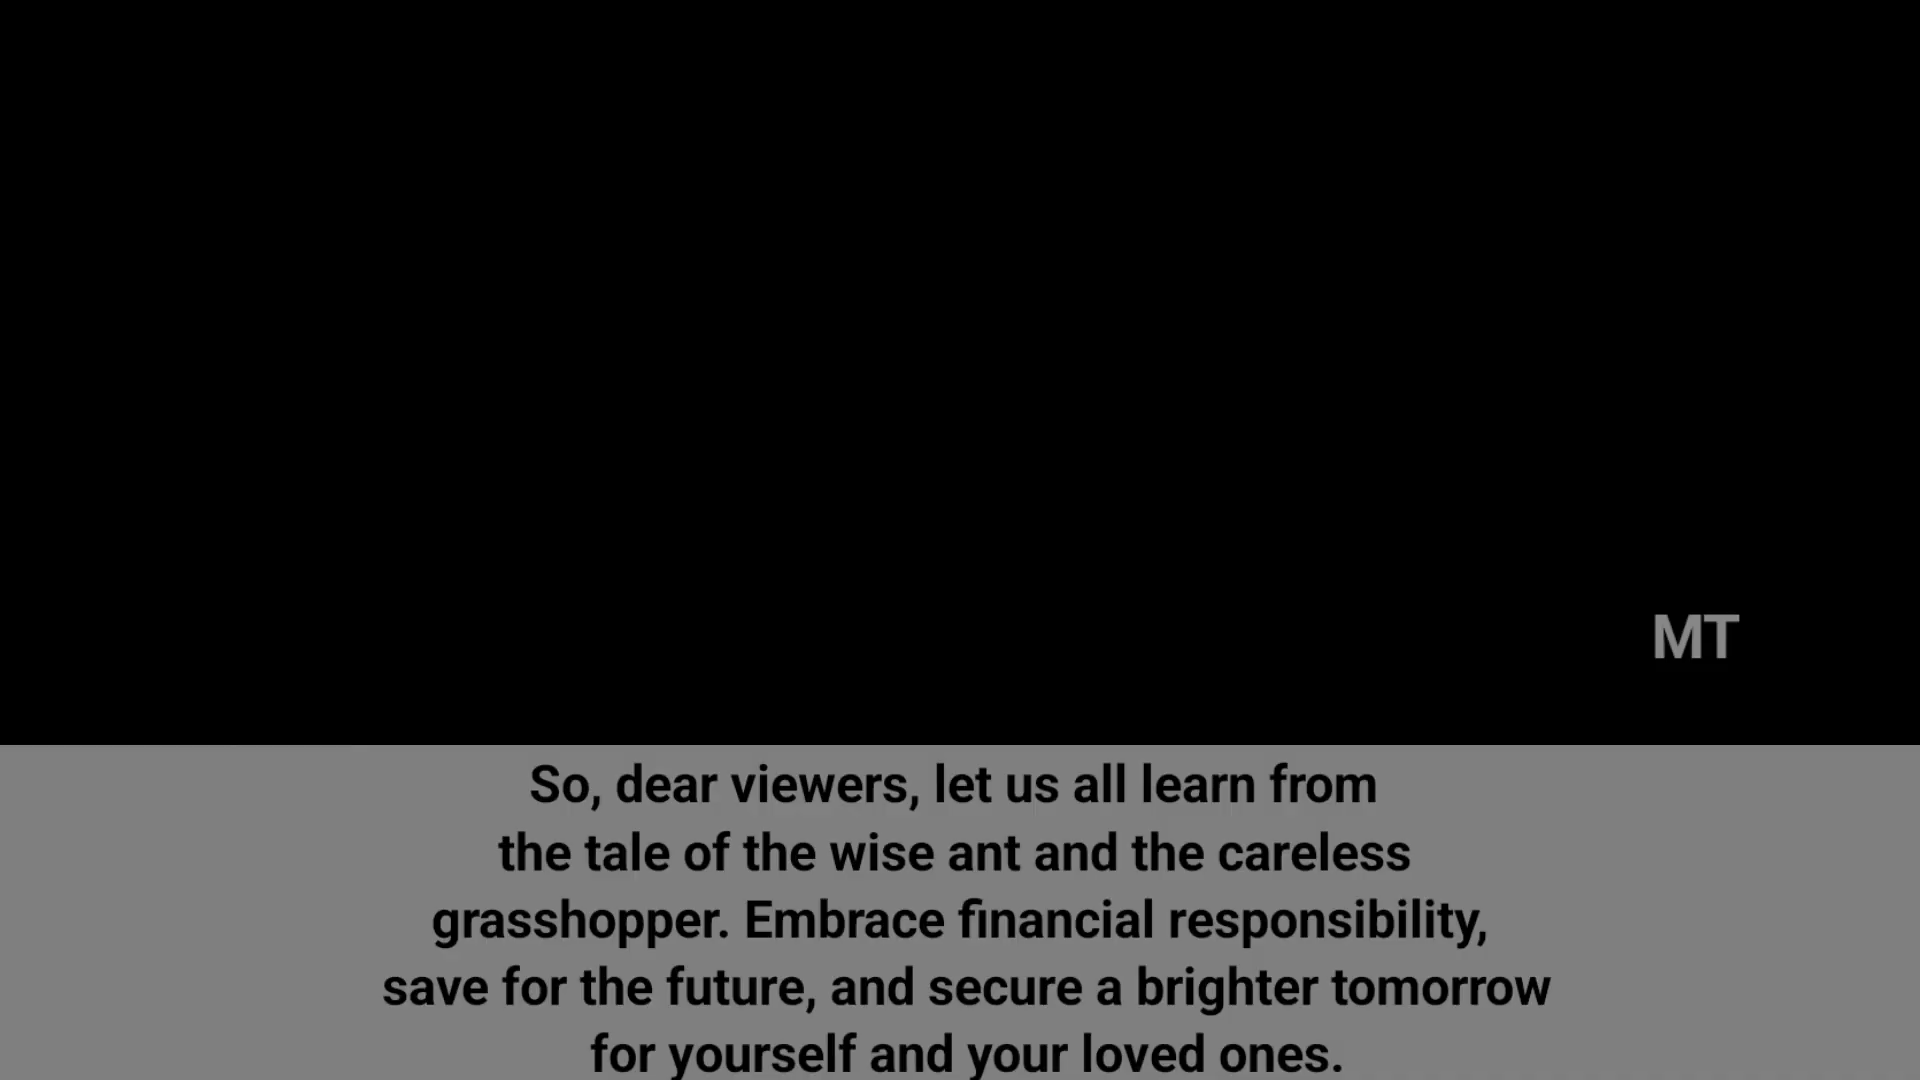 MT
So, dear viewers, let us all learn from
the tale of the wise ant and the careless
grasshopper. Embrace financial responsibility,
save for the future, and secure a brighter tomorrow
for yourself and your loved ones.